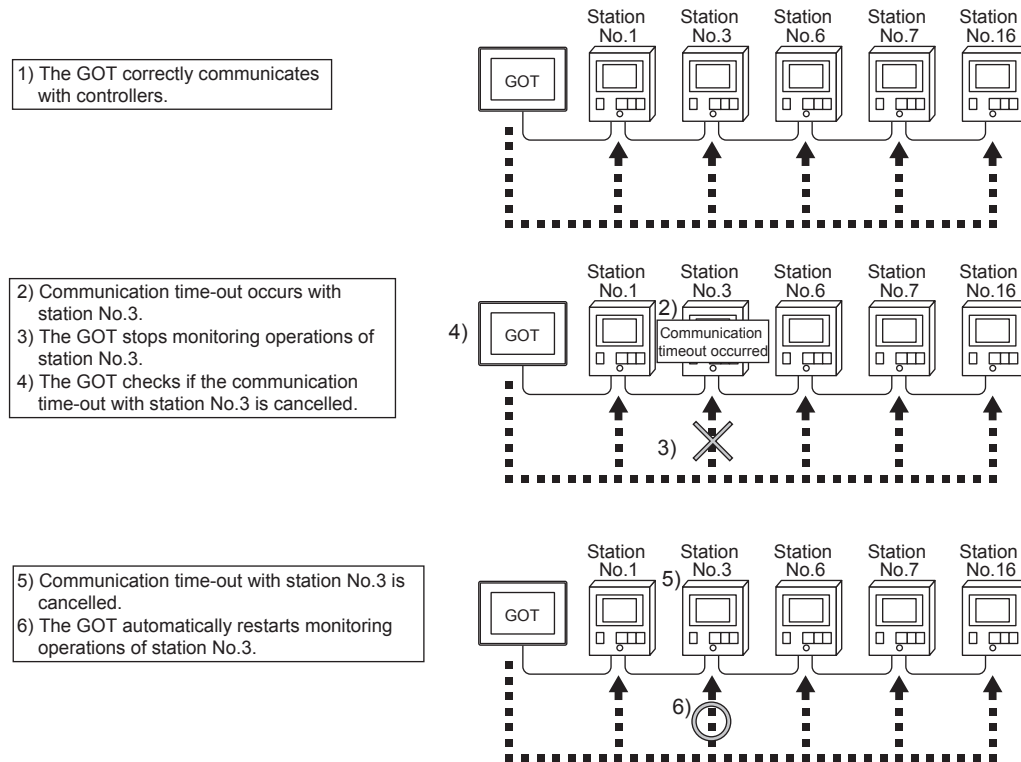 1) The GOT correctly communicates
with controllers.
Station No.1
Station No.3
Station No.6
Station No.7
Station No.16
GOT
2) Communication time-out occurs with
station No.3.
3) The GOT stops monitoring operations of
station No.3.
4) The GOT checks if the communication
time-out with station No.3 is cancelled.
Station No.1
Station No.3
Station No.6
Station No.7
Station No.16
4)
GOT
2)
Communication
timeout occurred
3)
5) Communication time-out with station No.3 is
cancelled.
6) The GOT automatically restarts monitoring
operations of station No.3.
Station No.1
Station No.3
Station No.6
Station No.7
Station No.16
5)
GOT
6)